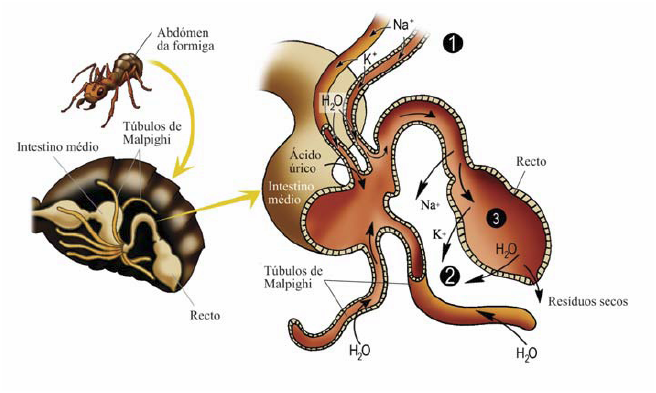 Abdómen
da formiga
Túbulos de
Malpighi
Intestino médio
Recto
Na+
1
K+
H₂O
Ácido
úrico
Intestino
médio
Recto
Na+
3
K+
H₂O
2
Túbulos de
Malpighi
Resíduos secos
H₂O
H₂O